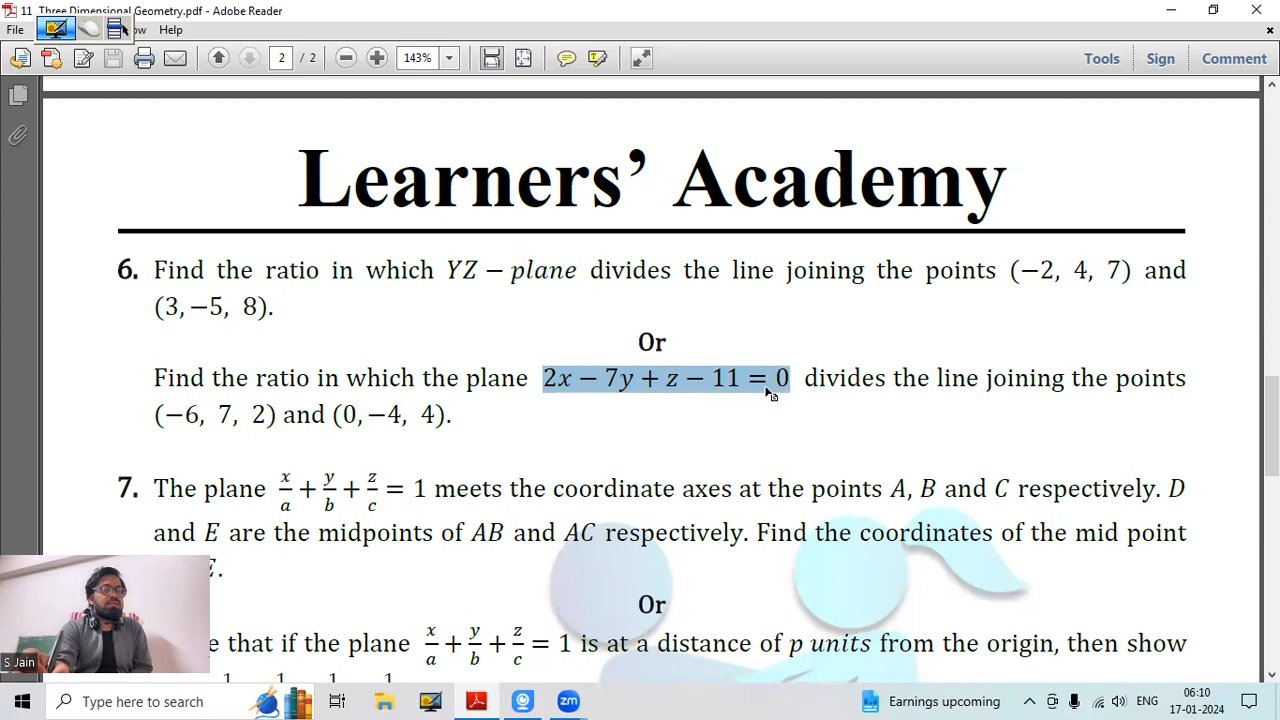 11_Three Dimensional Geometry.pdf - Adobe Reader
File ow Help
2 / 2 143% Tools Sign Comment
Learners’ Academy
6. Find the ratio in which YZ − plane divides the line joining the points (−2, 4, 7) and
(3, −5, 8).
Or
Find the ratio in which the plane 2x − 7y + z − 11 = 0 divides the line joining the points
(−6, 7, 2) and (0, −4, 4).
7. The plane x/a + y/b + z/c = 1 meets the coordinate axes at the points A, B and C respectively. D
and E are the midpoints of AB and AC respectively. Find the coordinates of the mid point
E.
Or
e that if the plane x/a + y/b + z/c = 1 is at a distance of p units from the origin, then show
1 1 1 1
S Jain
Type here to search
Earnings upcoming
ENG
06:10
17-01-2024